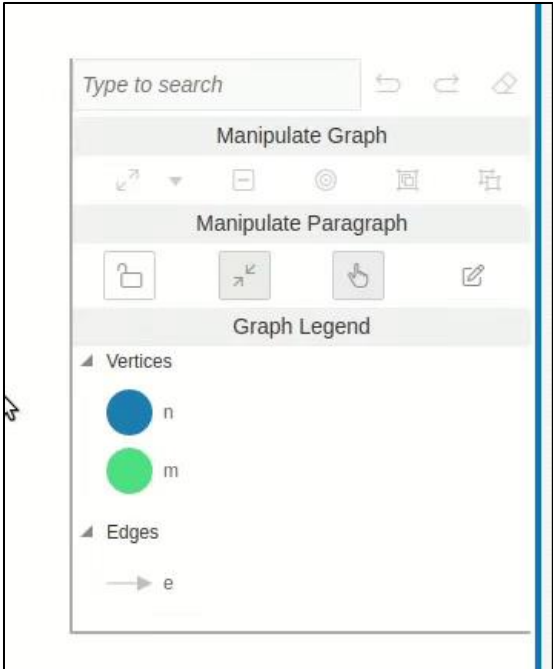 Type to search
Manipulate Graph
Manipulate Paragraph
Graph Legend
Vertices
n
m
Edges
e